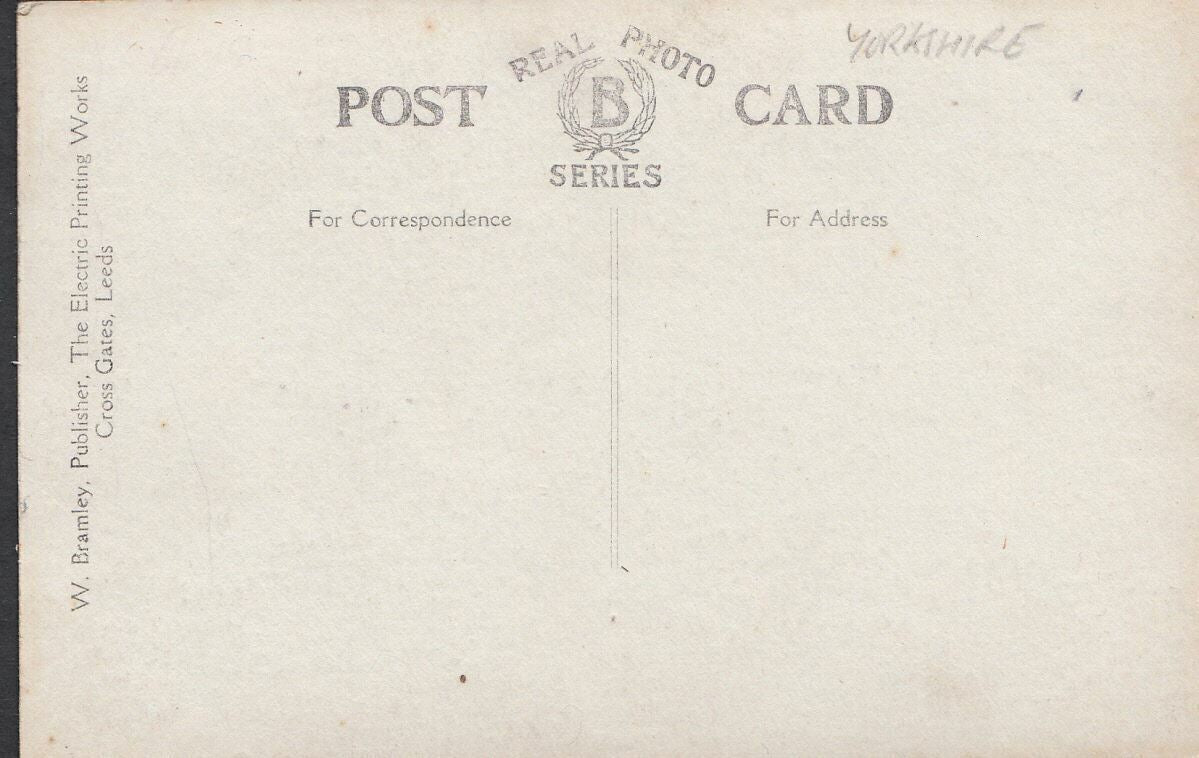 YORKSHIRE
REAL PHOTO
POST B CARD
SERIES
For Correspondence
For Address
W. Bramley, Publisher, The Electric Printing Works
Cross Gates, Leeds